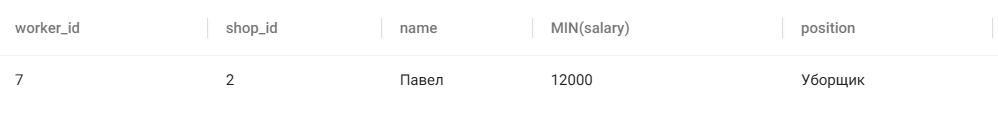 worker_id shop_id name MIN(salary) position
7 2 Павел 12000 Уборщик